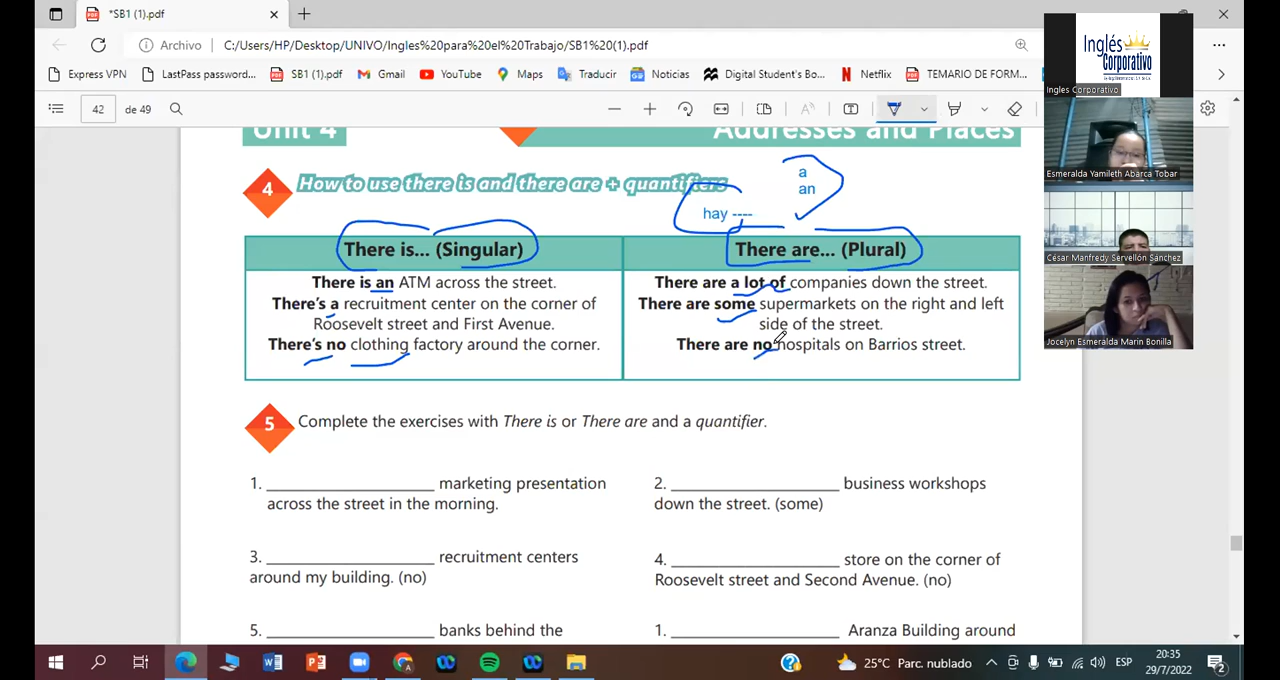 *SB1 (1).pdf
Archivo
C:/Users/HP/Desktop/UNIVO/Ingles%20para%20el%20Trabajo/SB1%20(1).pdf
Express VPN
LastPass password...
SB1 (1).pdf
Gmail
YouTube
Maps
Traducir
Noticias
Digital Student's Bo...
Netflix
TEMARIO DE FORM...
42
de 49
Inglés
Corporativo
Ingles Corporativo
Esmeralda Yamileth Abarca Tobar
César Manfredy Servellón Sánchez
Jocelyn Esmeralda Marin Bonilla
Unit 4
Addresses and Places
4
How to use there is and there are + quantifiers
a
an
hay ----
There is... (Singular)
There are... (Plural)
There is an ATM across the street.
There's a recruitment center on the corner of
Roosevelt street and First Avenue.
There's no clothing factory around the corner.
There are a lot of companies down the street.
There are some supermarkets on the right and left
side of the street.
There are no hospitals on Barrios street.
5
Complete the exercises with There is or There are and a quantifier.
1. __________________ marketing presentation
across the street in the morning.
2. __________________ business workshops
down the street. (some)
3. __________________ recruitment centers
around my building. (no)
4. __________________ store on the corner of
Roosevelt street and Second Avenue. (no)
5. __________________ banks behind the
1. __________________ Aranza Building around
25°C Parc. nublado
ESP
20:35
29/7/2022
2